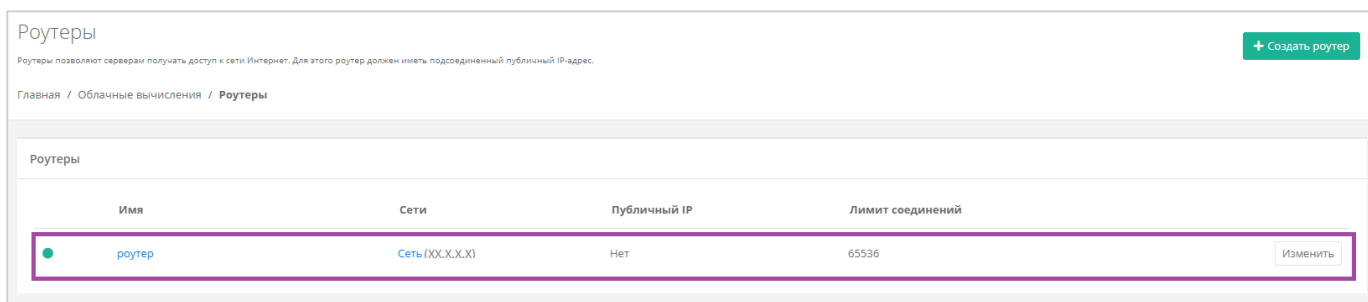 Роутеры
+ Создать роутер
Роутеры позволяют серверам получать доступ к сети Интернет. Для этого роутер должен иметь подсоединенный публичный IP-адрес.
Главная / Облачные вычисления / Роутеры
Роутеры
Имя Сети Публичный IP Лимит соединений
роутер Сеть (XX.X.X.X) Нет 65536 Изменить